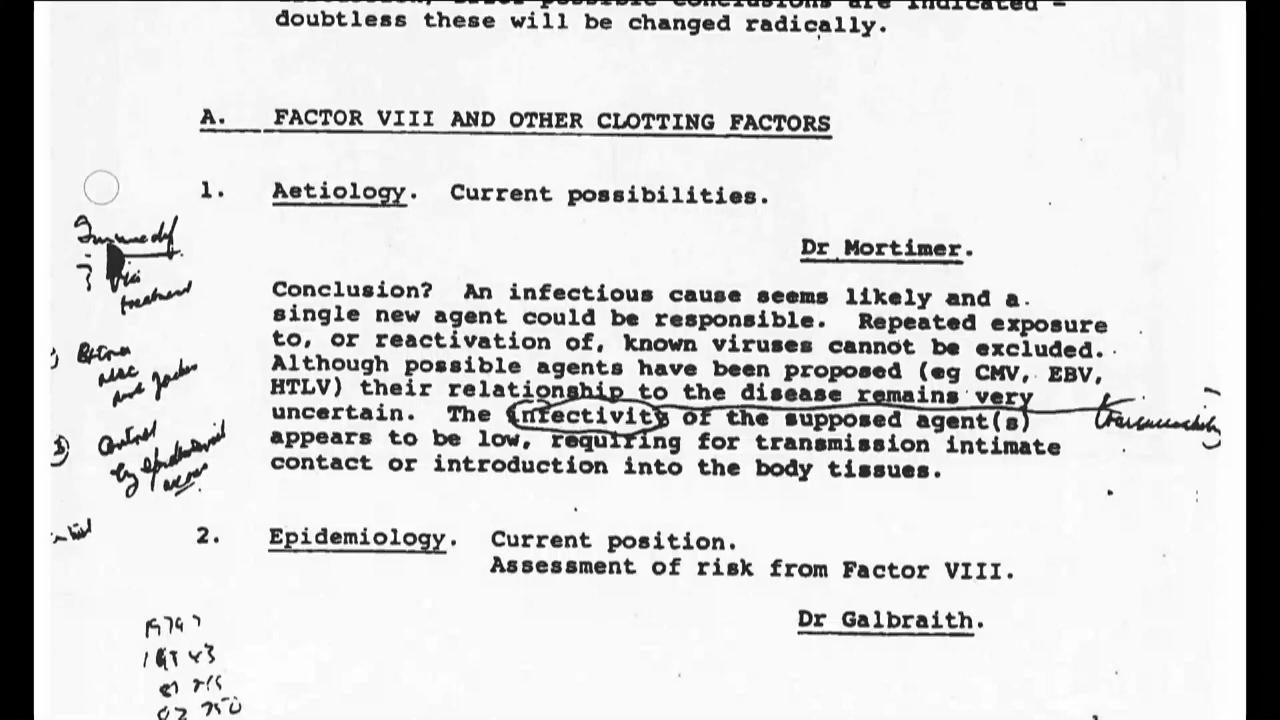 doubtless these will be changed radically.
A. FACTOR VIII AND OTHER CLOTTING FACTORS
1. Aetiology. Current possibilities.
Dr Mortimer.
treatment
Conclusion? An infectious cause seems likely and a
single new agent could be responsible. Repeated exposure
to, or reactivation of, known viruses cannot be excluded.
Although possible agents have been proposed (eg CMV, EBV,
HTLV) their relationship to the disease remains very
uncertain. The infectivity of the supposed agent(s)
transmissibility
appears to be low, requiring for transmission intimate
contact or introduction into the body tissues.
2. Epidemiology. Current position.
Assessment of risk from Factor VIII.
Dr Galbraith.